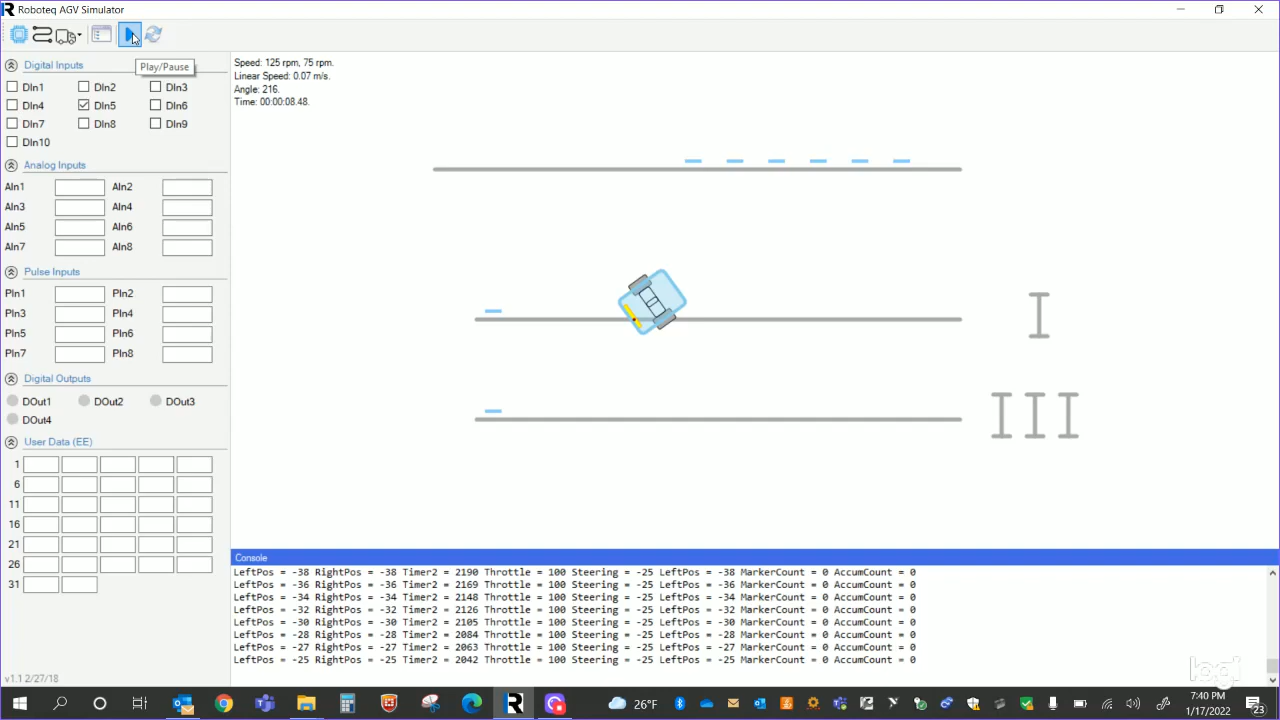 Roboteq AGV Simulator
Play/Pause
Digital Inputs
DIn1 DIn2 DIn3
DIn4 DIn5 DIn6
DIn7 DIn8 DIn9
DIn10
Analog Inputs
AIn1 AIn2
AIn3 AIn4
AIn5 AIn6
AIn7 AIn8
Pulse Inputs
PIn1 PIn2
PIn3 PIn4
PIn5 PIn6
PIn7 PIn8
Digital Outputs
DOut1 DOut2 DOut3
DOut4
User Data (EE)
1
6
11
16
21
26
31
v1.1 2/27/18
Speed: 125 rpm, 75 rpm.
Linear Speed: 0.07 m/s.
Angle: 216.
Time: 00:00:08.48.
I
III
Console
LeftPos = -38 RightPos = -38 Timer2 = 2190 Throttle = 100 Steering = -25 LeftPos = -38 MarkerCount = 0 AccumCount = 0
LeftPos = -36 RightPos = -36 Timer2 = 2169 Throttle = 100 Steering = -25 LeftPos = -36 MarkerCount = 0 AccumCount = 0
LeftPos = -34 RightPos = -34 Timer2 = 2148 Throttle = 100 Steering = -25 LeftPos = -34 MarkerCount = 0 AccumCount = 0
LeftPos = -32 RightPos = -32 Timer2 = 2126 Throttle = 100 Steering = -25 LeftPos = -32 MarkerCount = 0 AccumCount = 0
LeftPos = -30 RightPos = -30 Timer2 = 2105 Throttle = 100 Steering = -25 LeftPos = -30 MarkerCount = 0 AccumCount = 0
LeftPos = -28 RightPos = -28 Timer2 = 2084 Throttle = 100 Steering = -25 LeftPos = -28 MarkerCount = 0 AccumCount = 0
LeftPos = -27 RightPos = -27 Timer2 = 2063 Throttle = 100 Steering = -25 LeftPos = -27 MarkerCount = 0 AccumCount = 0
LeftPos = -25 RightPos = -25 Timer2 = 2042 Throttle = 100 Steering = -25 LeftPos = -25 MarkerCount = 0 AccumCount = 0
logi
26°F
7:40 PM
1/17/2022
23